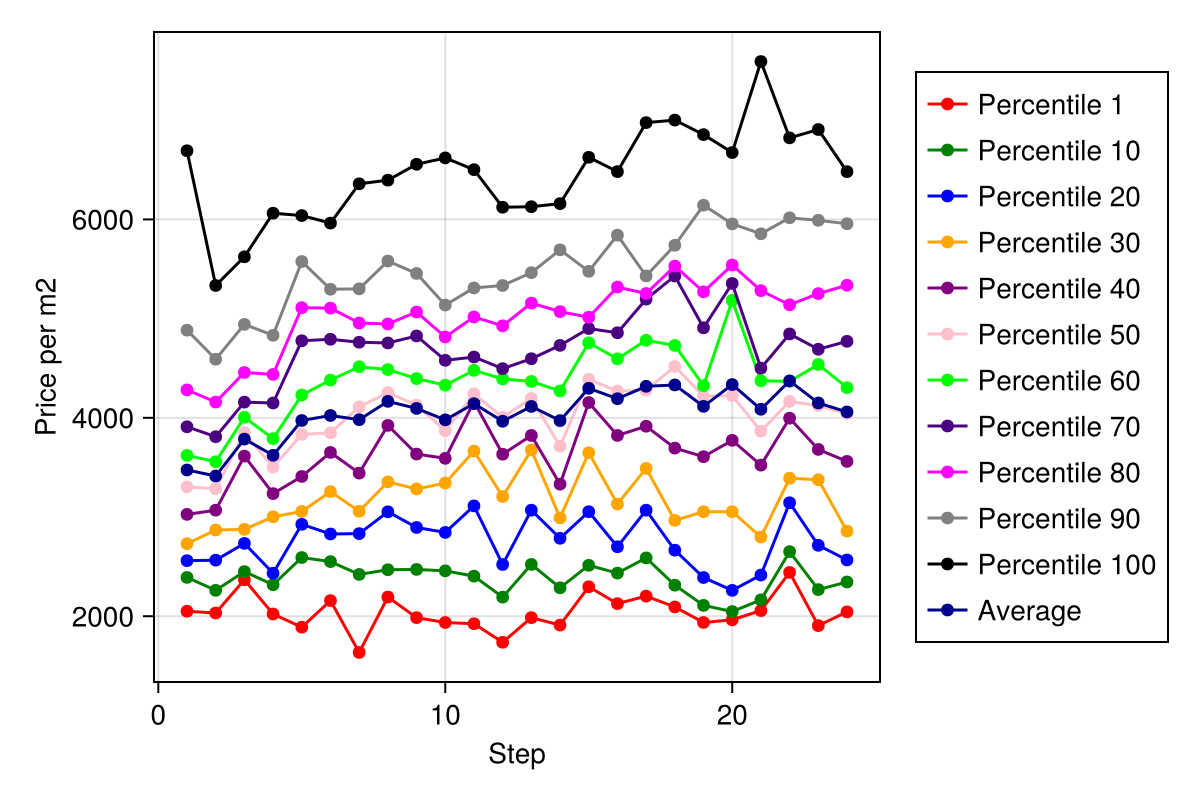 Price per m2
6000
4000
2000
0
10
20
Step
Percentile 1
Percentile 10
Percentile 20
Percentile 30
Percentile 40
Percentile 50
Percentile 60
Percentile 70
Percentile 80
Percentile 90
Percentile 100
Average